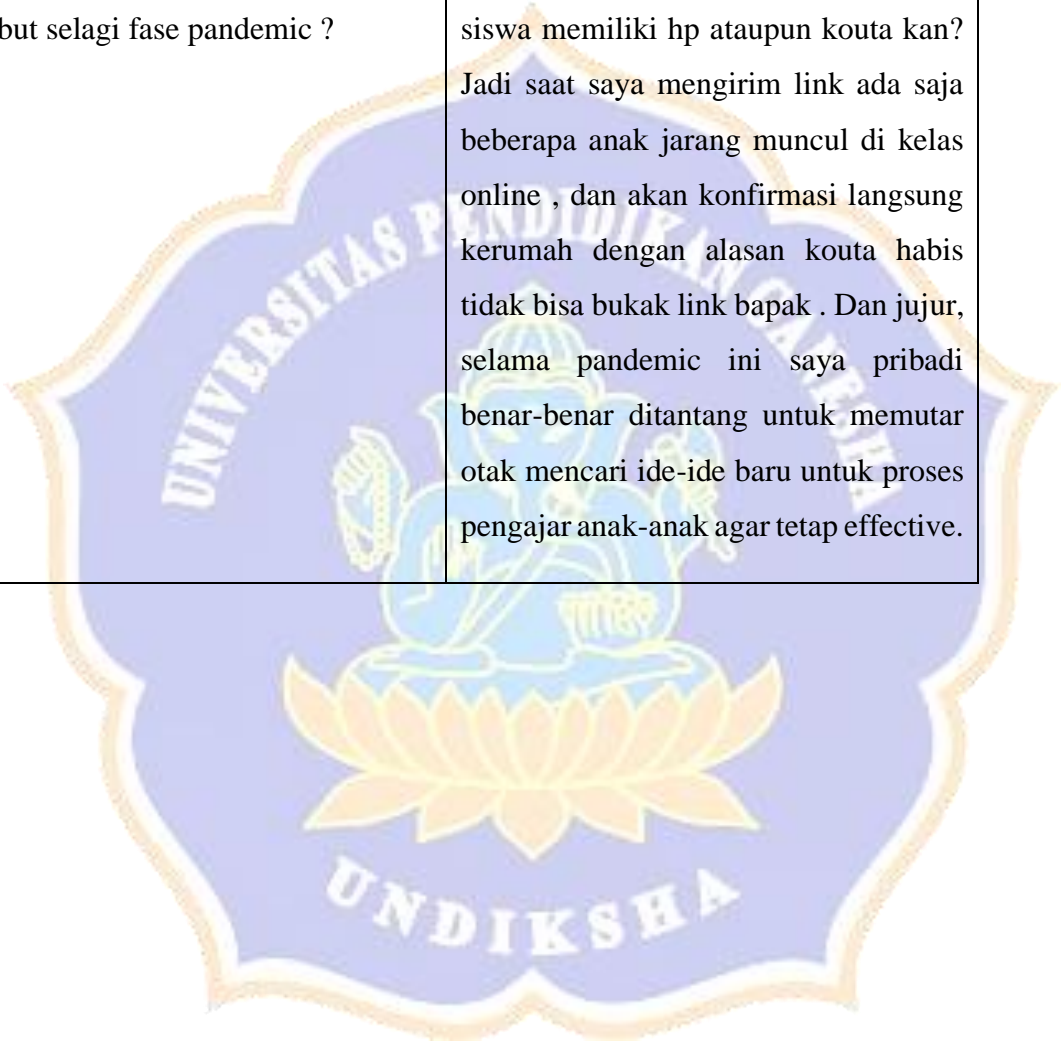 but selagi fase pandemic ?
siswa memiliki hp ataupun kouta kan?
Jadi saat saya mengirim link ada saja
beberapa anak jarang muncul di kelas
online , dan akan konfirmasi langsung
kerumah dengan alasan kouta habis
tidak bisa bukak link bapak . Dan jujur,
selama pandemic ini saya pribadi
benar-benar ditantang untuk memutar
otak mencari ide-ide baru untuk proses
pengajar anak-anak agar tetap effective.
UNIVERSITAS PENDIDIKAN GANESHA
UNDIKSHA